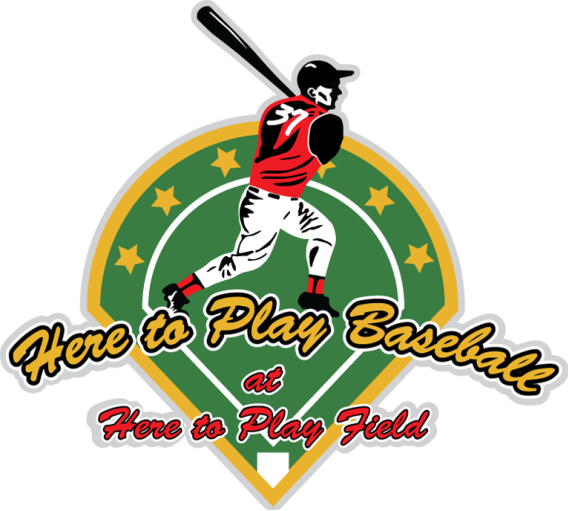 37
Here to Play Baseball
at
Here to Play Field